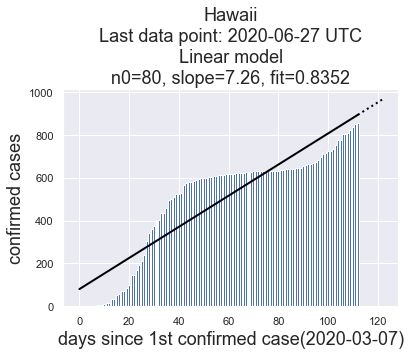 Hawaii
Last data point: 2020-06-27 UTC
Linear model
n0=80, slope=7.26, fit=0.8352
confirmed cases
1000
800
600
400
200
0
0 20 40 60 80 100 120
days since 1st confirmed case(2020-03-07)